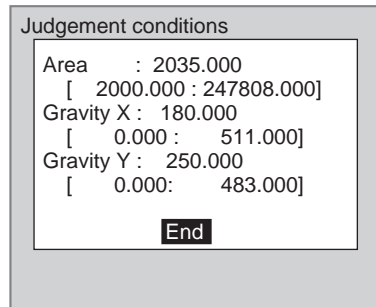 Judgement conditions
Area : 2035.000
[ 2000.000 : 247808.000]
Gravity X : 180.000
[ 0.000 : 511.000]
Gravity Y : 250.000
[ 0.000: 483.000]
End